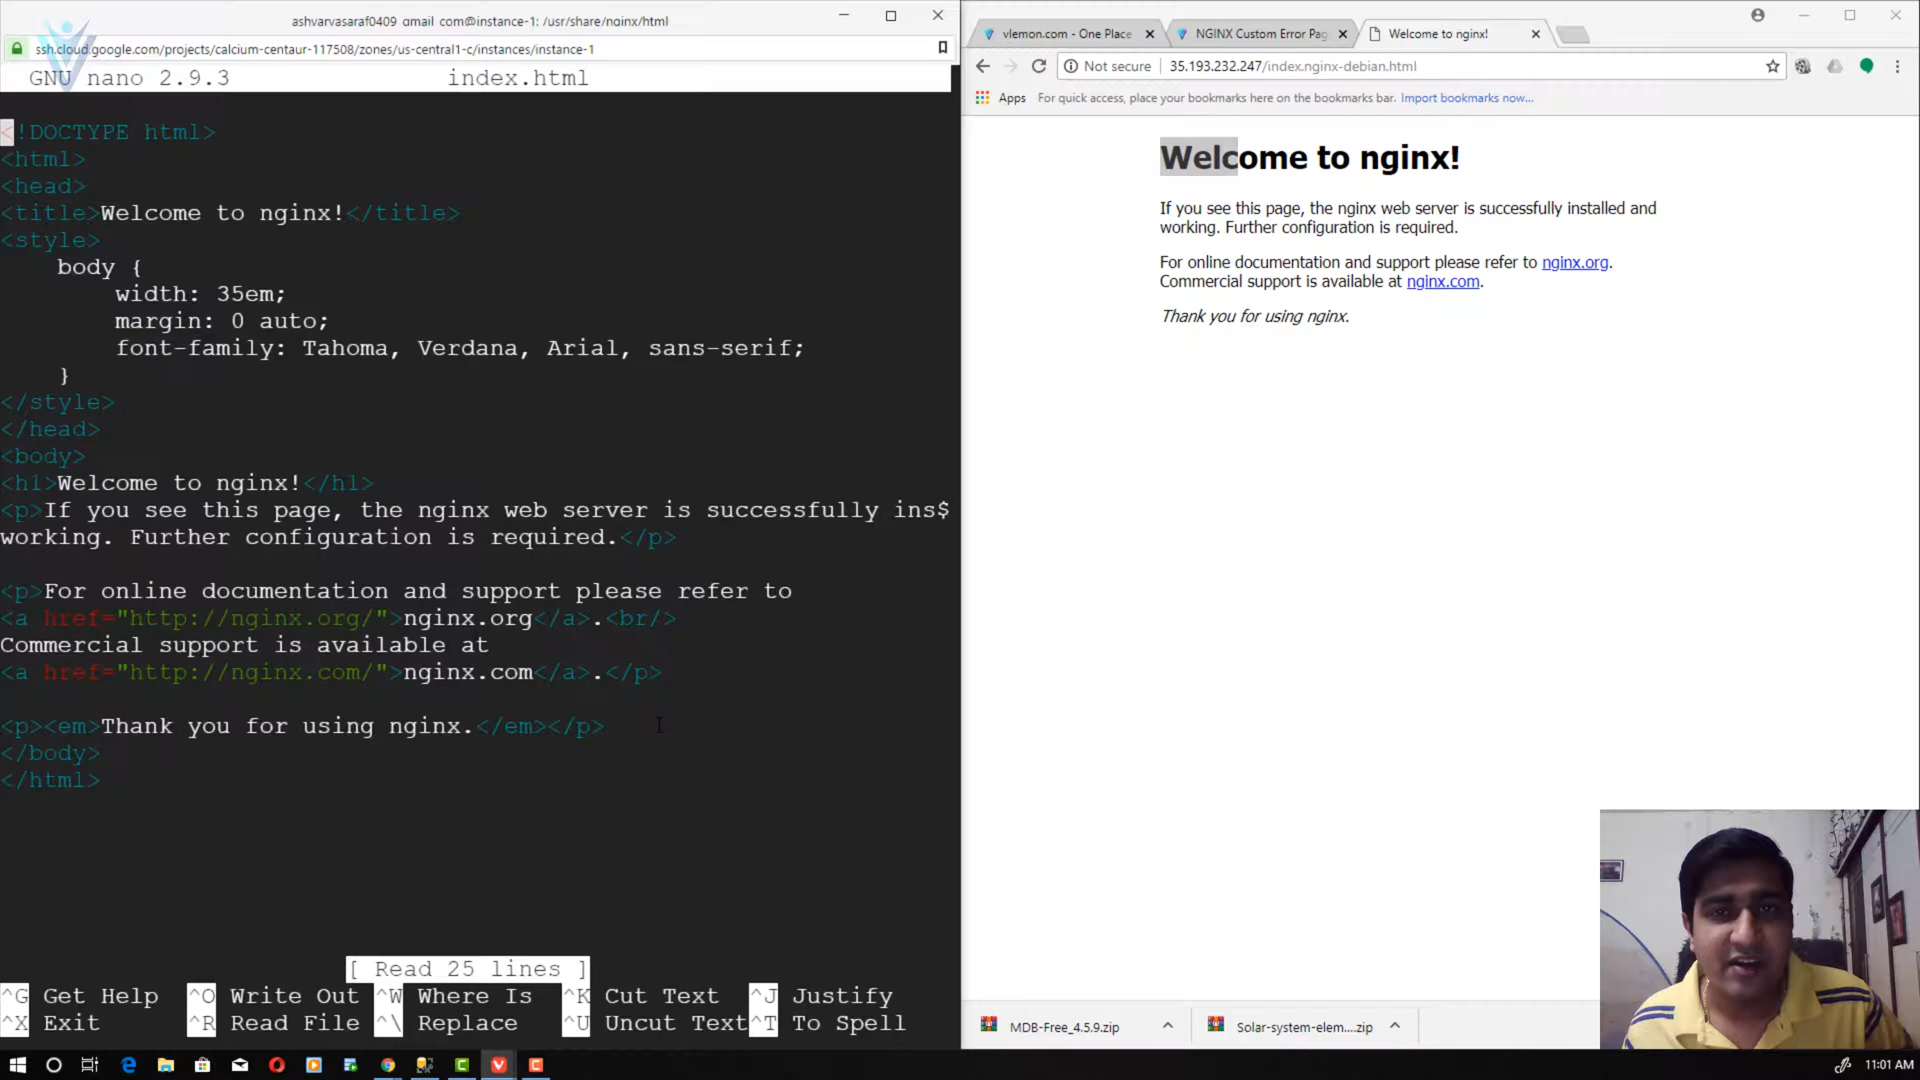 ashvarvasaraf0409_gmail_com@instance-1: /usr/share/nginx/html
ssh.cloud.google.com/projects/calcium-centaur-117508/zones/us-central1-c/instances/instance-1
GNU nano 2.9.3 index.html
<!DOCTYPE html>
<html>
<head>
<title>Welcome to nginx!</title>
<style>
body {
width: 35em;
margin: 0 auto;
font-family: Tahoma, Verdana, Arial, sans-serif;
}
</style>
</head>
<body>
<h1>Welcome to nginx!</h1>
<p>If you see this page, the nginx web server is successfully ins$
working. Further configuration is required.</p>
<p>For online documentation and support please refer to
<a href="http://nginx.org/">nginx.org</a>.<br/>
Commercial support is available at
<a href="http://nginx.com/">nginx.com</a>.</p>
<p><em>Thank you for using nginx.</em></p>
</body>
</html>
[ Read 25 lines ]
^G Get Help ^O Write Out ^W Where Is ^K Cut Text ^J Justify
^X Exit ^R Read File ^\ Replace ^U Uncut Text ^T To Spell
vlemon.com - One Place
NGINX Custom Error Pag
Welcome to nginx!
Not secure 35.193.232.247/index.nginx-debian.html
Apps For quick access, place your bookmarks here on the bookmarks bar. Import bookmarks now...
Welcome to nginx!
If you see this page, the nginx web server is successfully installed and
working. Further configuration is required.
For online documentation and support please refer to nginx.org.
Commercial support is available at nginx.com.
Thank you for using nginx.
MDB-Free_4.5.9.zip
Solar-system-elem....zip
11:01 AM